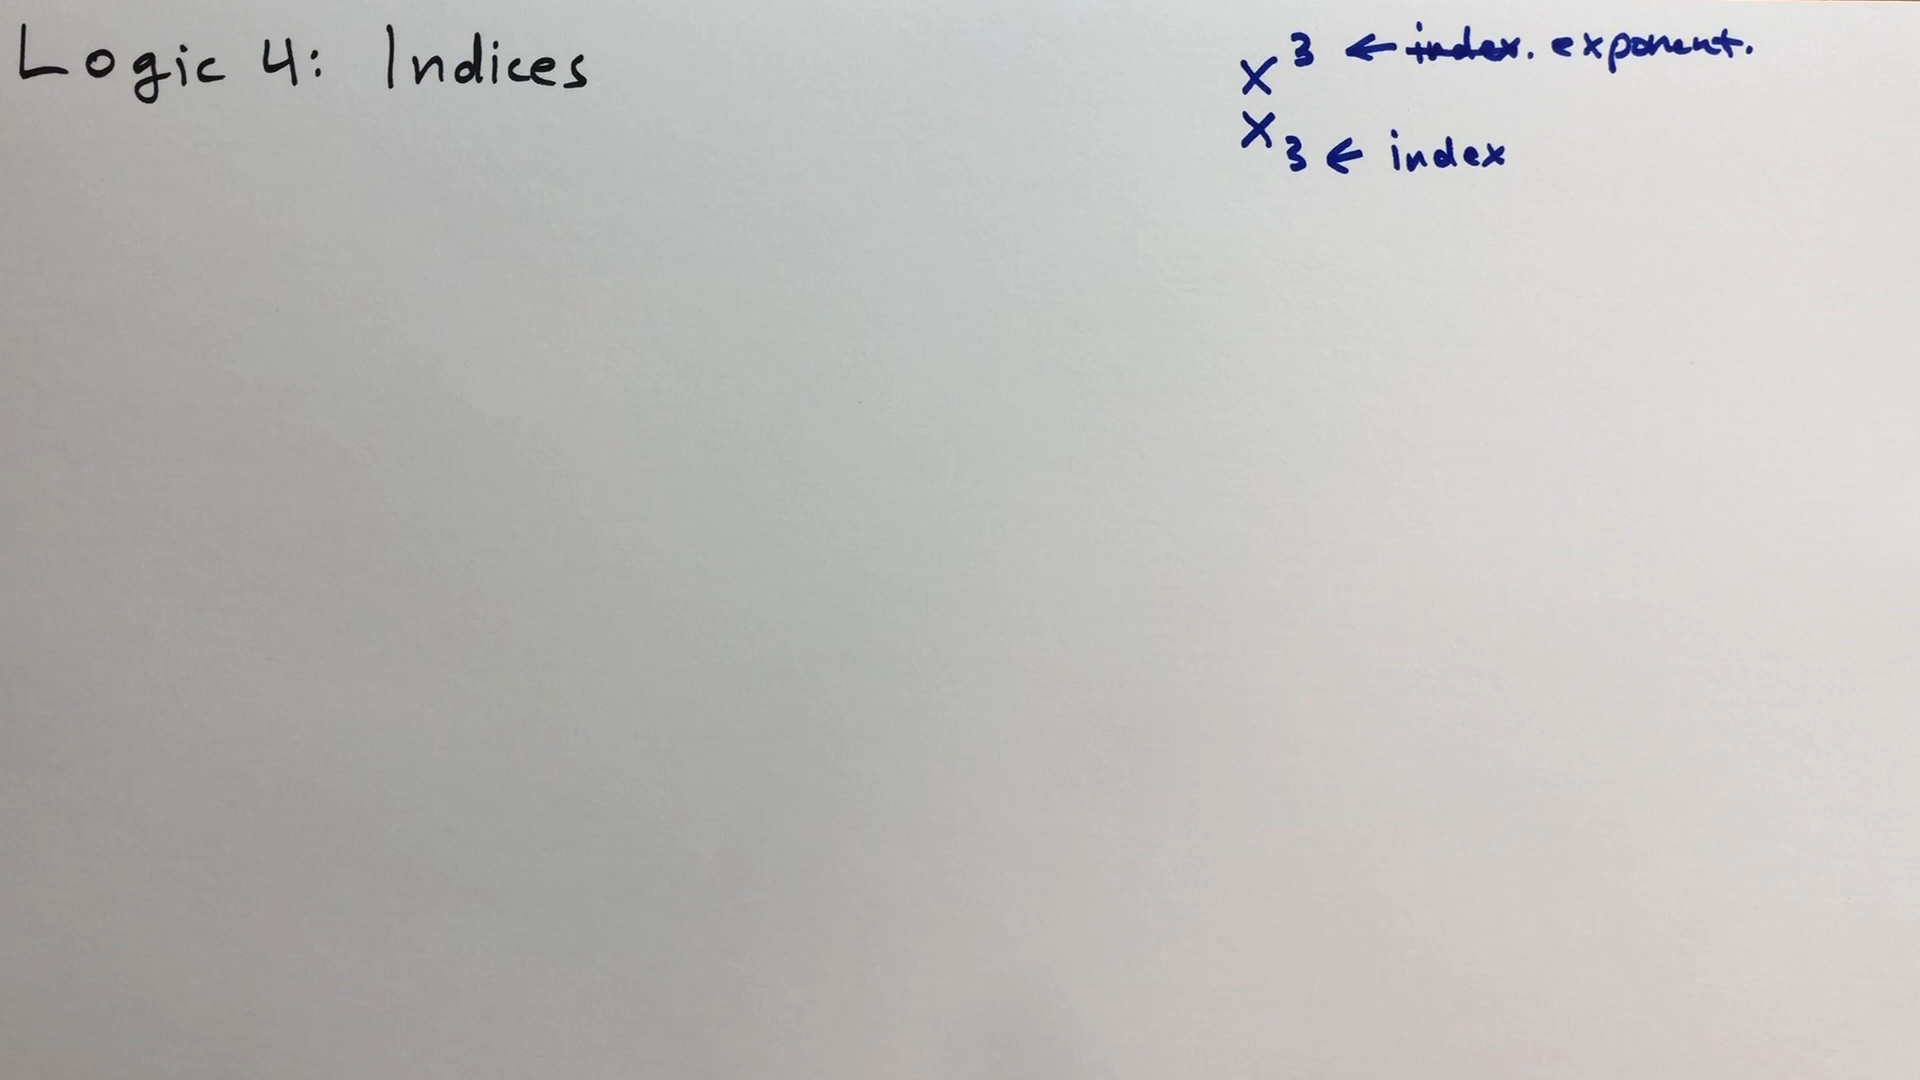 Logic 4: Indices
x³ ← index. exponent.
x₃ ← index